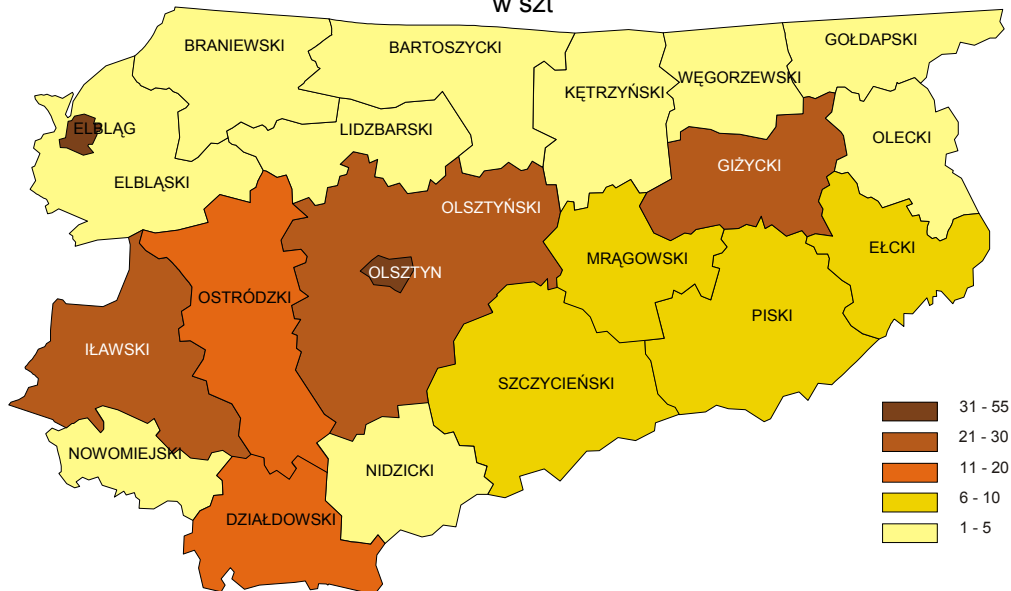 w szt
BRANIEWSKI
BARTOSZYCKI
GOŁDAPSKI
WĘGORZEWSKI
KĘTRZYŃSKI
ELBLĄG
LIDZBARSKI
OLECKI
GIŻYCKI
ELBLĄSKI
OLSZTYŃSKI
EŁCKI
MRĄGOWSKI
OLSZTYN
OSTRÓDZKI
PISKI
IŁAWSKI
SZCZYCIEŃSKI
NOWOMIEJSKI
NIDZICKI
DZIAŁDOWSKI
31 - 55
21 - 30
11 - 20
6 - 10
1 - 5